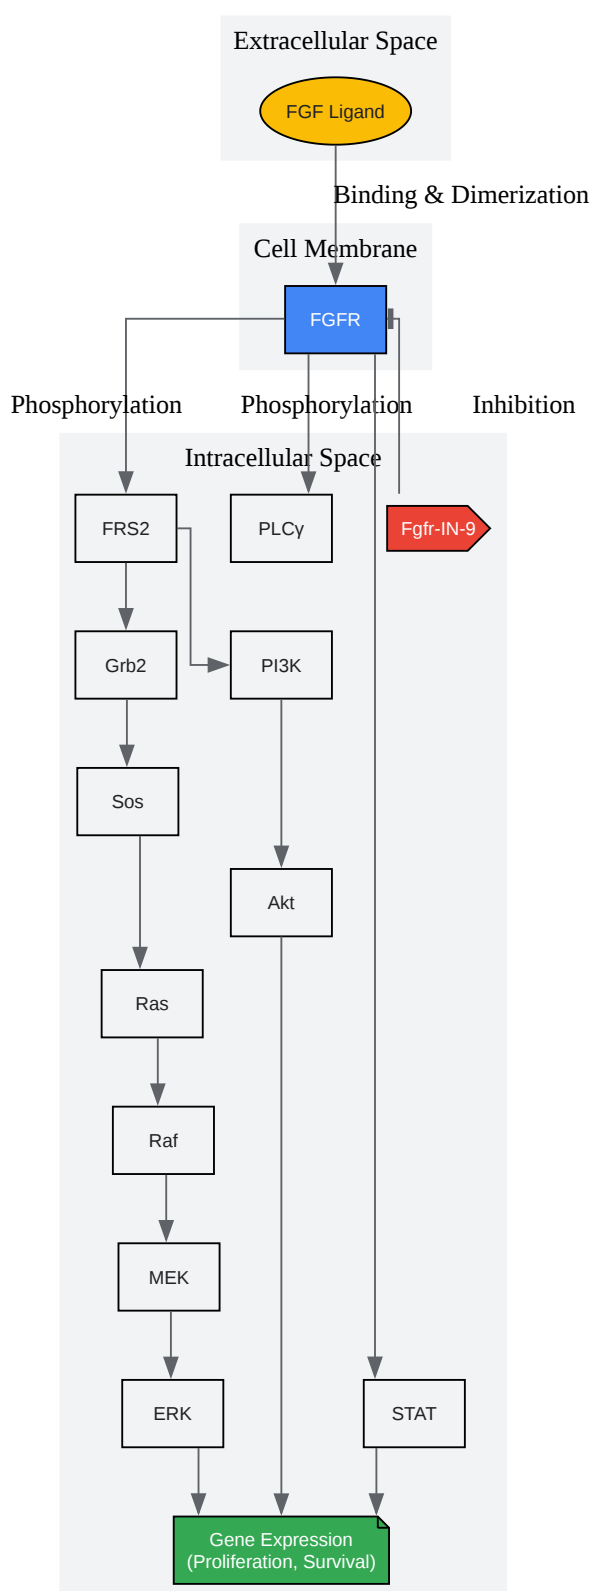 Extracellular Space
FGF Ligand
Binding & Dimerization
Cell Membrane
FGFR
Phosphorylation
Phosphorylation
Inhibition
Intracellular Space
FRS2
PLCγ
Fgfr-IN-9
Grb2
PI3K
Sos
Akt
Ras
Raf
MEK
ERK
STAT
Gene Expression
(Proliferation, Survival)